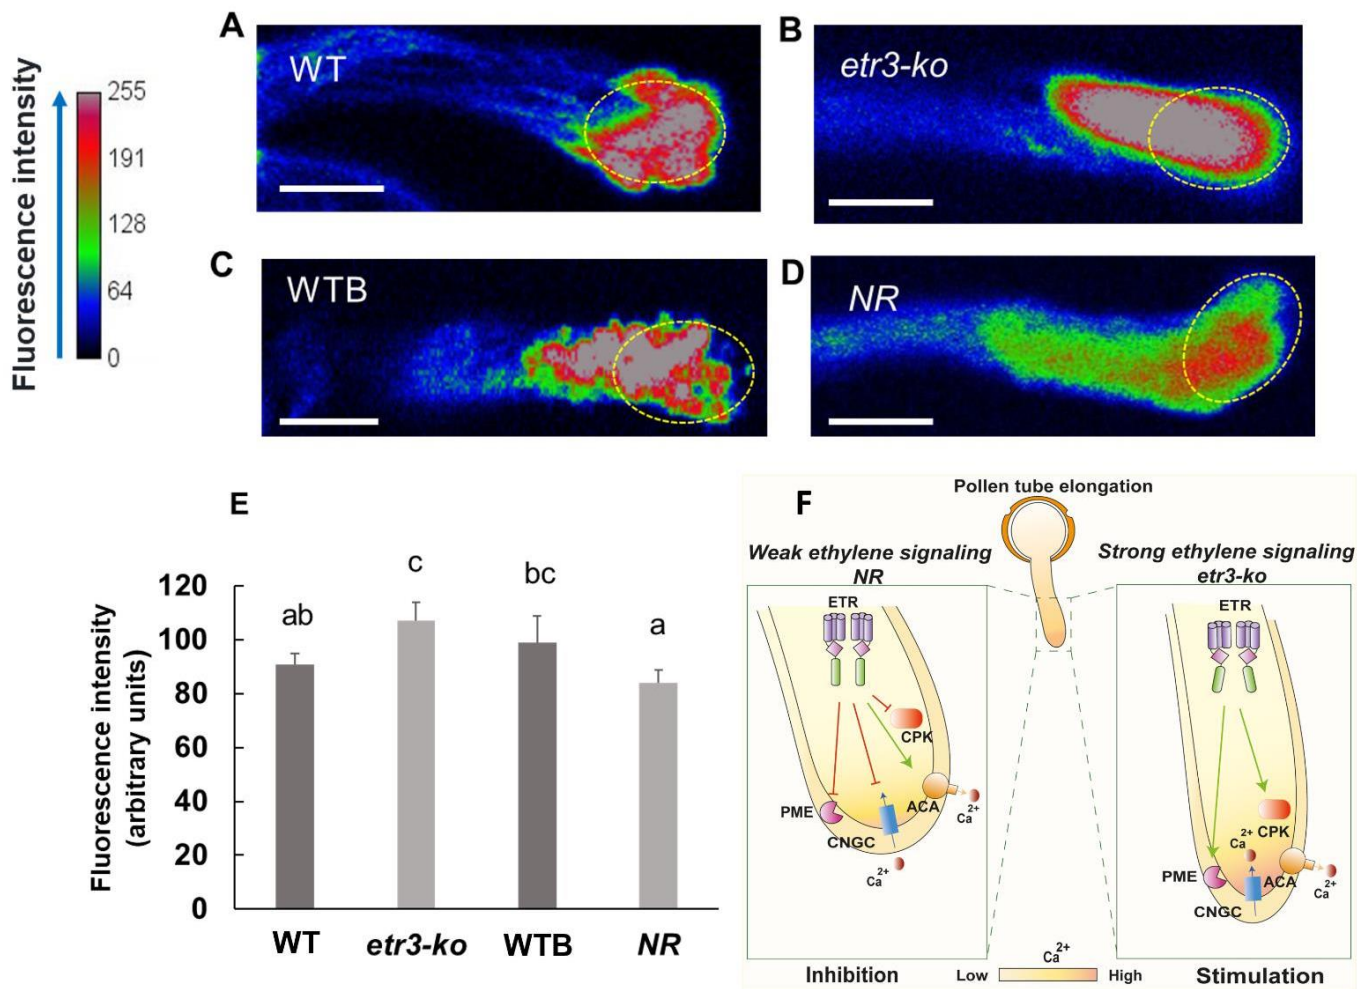 Fluorescence intensity
255
191
128
64
0
A
WT
B
etr3-ko
C
WTB
D
NR
E
Fluorescence intensity
(arbitrary units)
120
100
80
60
40
20
0
ab
c
bc
a
WT
etr3-ko
WTB
NR
F
Pollen tube elongation
Weak ethylene signaling
NR
ETR
CPK
PME
ACA
CNGC
Ca2+
Ca2+
Inhibition
Strong ethylene signaling
etr3-ko
ETR
CPK
Ca2+
PME
ACA
CNGC
Ca2+
Stimulation
Ca2+
Low
High